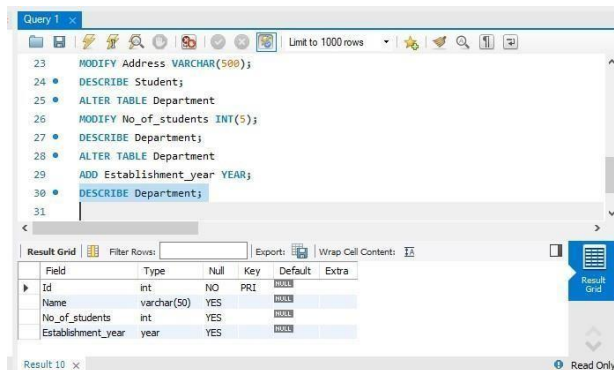 Query 1
Limit to 1000 rows
23 MODIFY Address VARCHAR(500);
24 DESCRIBE Student;
25 ALTER TABLE Department
26 MODIFY No_of_students INT(5);
27 DESCRIBE Department;
28 ALTER TABLE Department
29 ADD Establishment_year YEAR;
30 DESCRIBE Department;
31
Result Grid Filter Rows: Export: Wrap Cell Content:
Field Type Null Key Default Extra
Id int NO PRI NULL
Name varchar(50) YES NULL
No_of_students int YES NULL
Establishment_year year YES NULL
Result
Grid
Result 10 Read Only